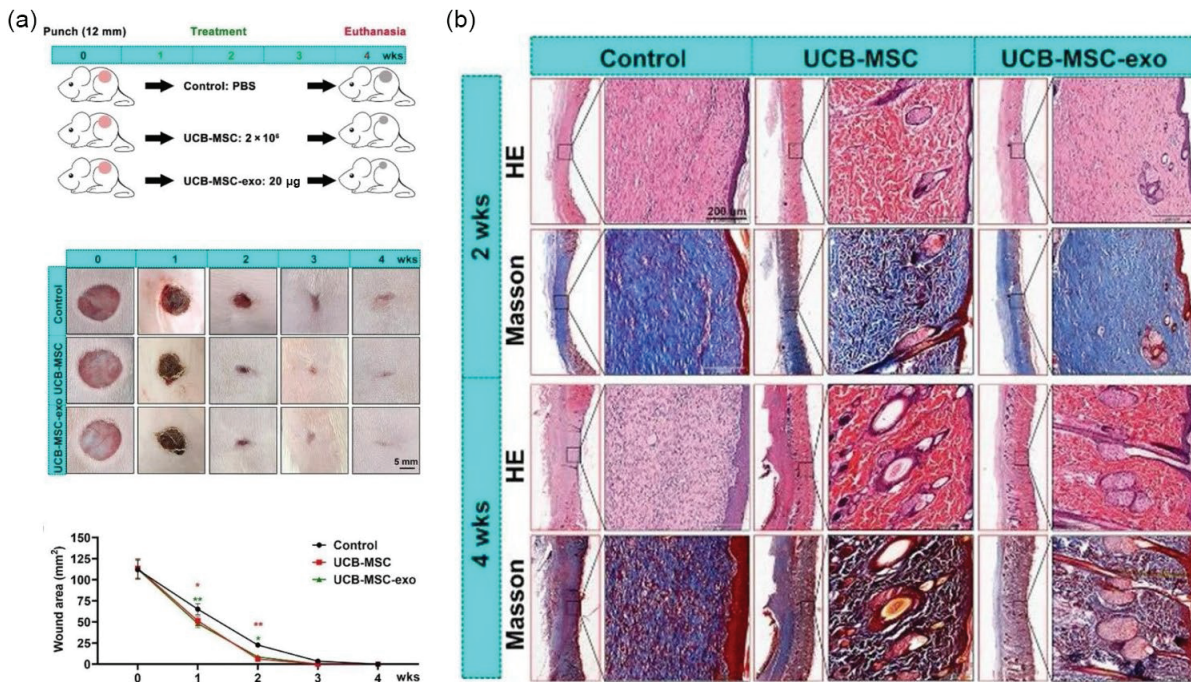 (a)
Punch (12 mm) Treatment Euthanasia
0 1 2 3 4 wks
Control: PBS
UCB-MSC: 2 × 10⁶
UCB-MSC-exo: 20 µg
0 1 2 3 4 wks
Control
UCB-MSC
UCB-MSC-exo
5 mm
Wound area (mm²)
150
125
100
75
50
25
0
Control
UCB-MSC
UCB-MSC-exo
*
**
**
*
0 1 2 3 4 wks
(b)
Control UCB-MSC UCB-MSC-exo
2 wks
HE
200 µm
Masson
4 wks
HE
Masson